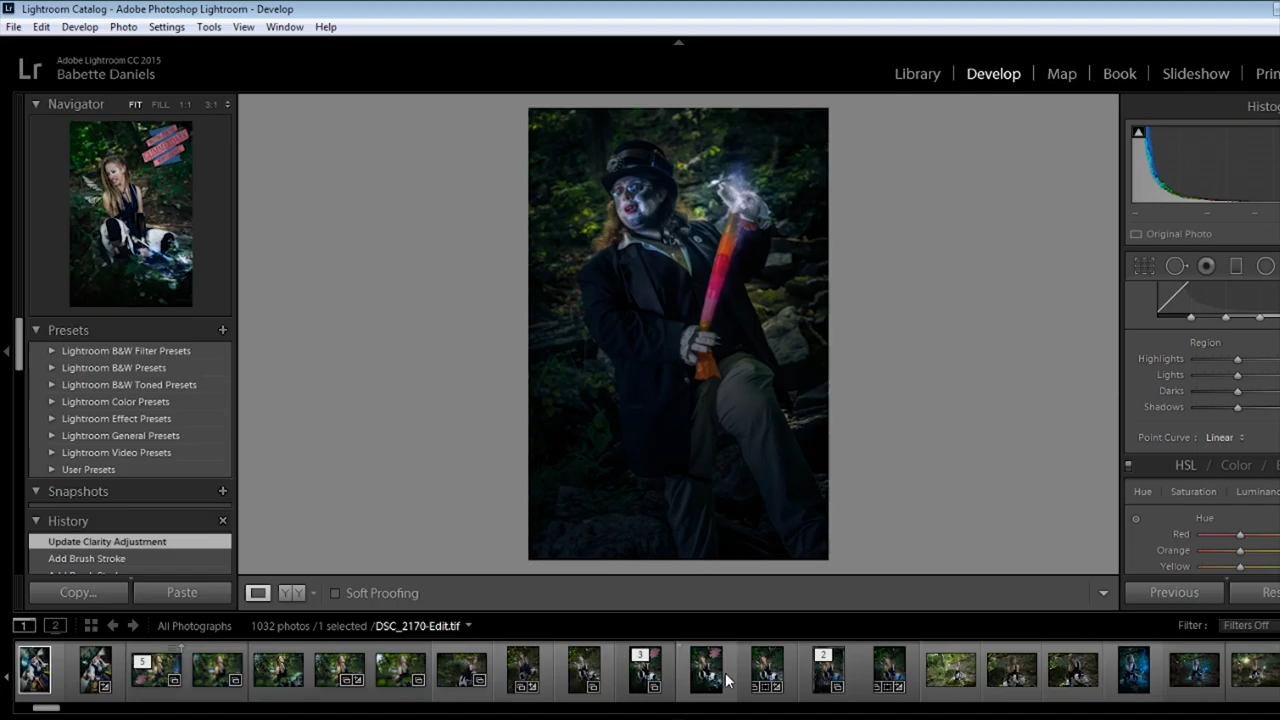 Lightroom Catalog - Adobe Photoshop Lightroom - Develop
File Edit Develop Photo Settings Tools View Window Help
Lr Adobe Lightroom CC 2015
Babette Daniels
Library | Develop | Map | Book | Slideshow | Prin
Navigator FIT FILL 1:1 3:1
Histog
Original Photo
Presets +
Lightroom B&W Filter Presets
Lightroom B&W Presets
Lightroom B&W Toned Presets
Lightroom Color Presets
Lightroom Effect Presets
Lightroom General Presets
Lightroom Video Presets
User Presets
Snapshots +
History X
Update Clarity Adjustment
Add Brush Stroke
Copy... Paste
Region
Highlights
Lights
Darks
Shadows
Point Curve : Linear
HSL / Color /
Hue Saturation Luminanc
Hue
Red
Orange
Yellow
Y Y Soft Proofing
Previous Res
1 2 All Photographs 1032 photos /1 selected /DSC_2170-Edit.tif Filter : Filters Off
5 3 2